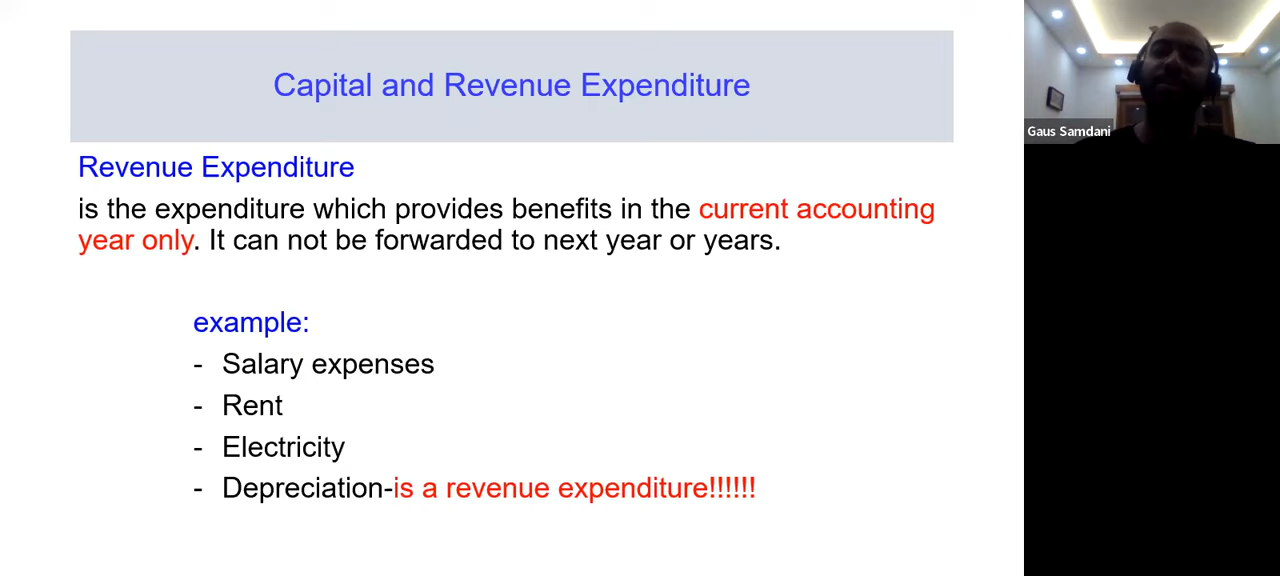 Capital and Revenue Expenditure
Revenue Expenditure
is the expenditure which provides benefits in the current accounting
year only. It can not be forwarded to next year or years.
example:
- Salary expenses
- Rent
- Electricity
- Depreciation-is a revenue expenditure!!!!!!
Gaus Samdani